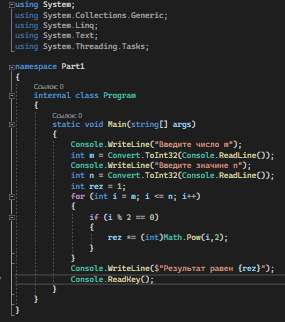 using System;
using System.Collections.Generic;
using System.Linq;
using System.Text;
using System.Threading.Tasks;
namespace Part1
{
Ссылок: 0
internal class Program
{
Ссылок: 0
static void Main(string[] args)
{
Console.WriteLine("Введите число m");
int m = Convert.ToInt32(Console.ReadLine());
Console.WriteLine("Введите значине n");
int n = Convert.ToInt32(Console.ReadLine());
int rez = 1;
for (int i = m; i <= n; i++)
{
if (i % 2 == 0)
{
rez *= (int)Math.Pow(i,2);
}
}
Console.WriteLine($"Результат равен {rez}");
Console.ReadKey();
}
}
}